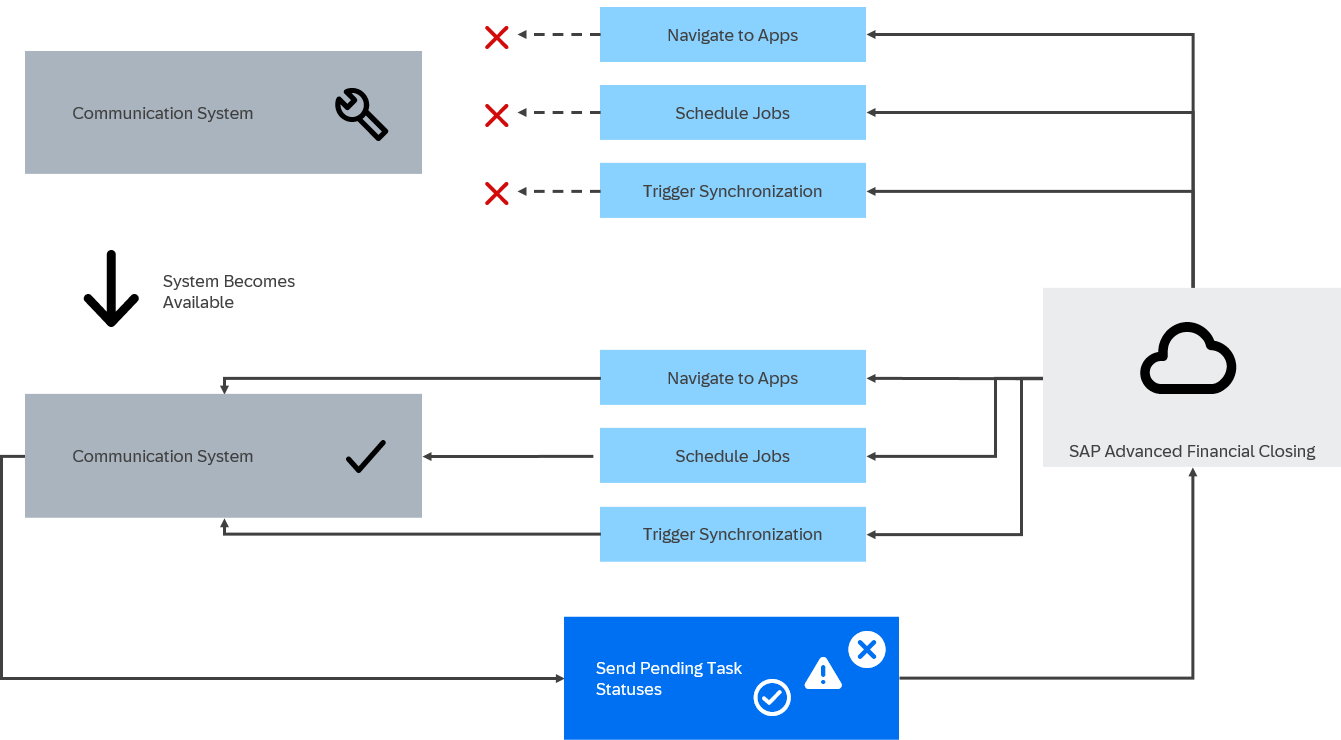 Navigate to Apps
Communication System
Schedule Jobs
Trigger Synchronization
System Becomes
Available
Navigate to Apps
Communication System
Schedule Jobs
SAP Advanced Financial Closing
Trigger Synchronization
Send Pending Task
Statuses